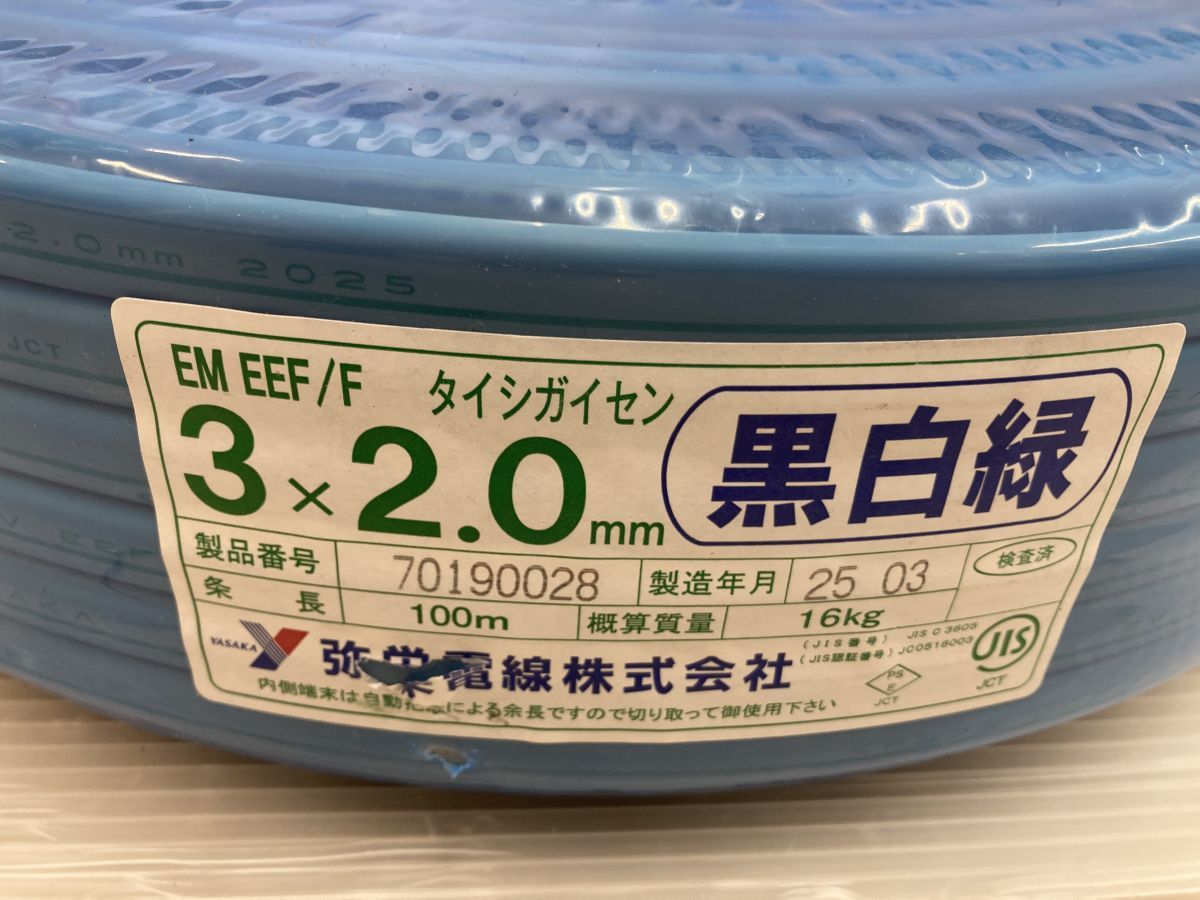 2.0mm 2025
JCT
EEF
EM EEF/F タイシガイセン
3×2.0mm 黒白緑
製品番号 70190028 製造年月 25 03 検査済
条長 100m 概算質量 16kg
YASAKA 弥栄電線株式会社
(JIS番号) JIS C 3605
(JIS認証番号) JC0516003
PS E JCT
JIS JCT
内側端末は自動 による余長ですので切り取って御使用下さい